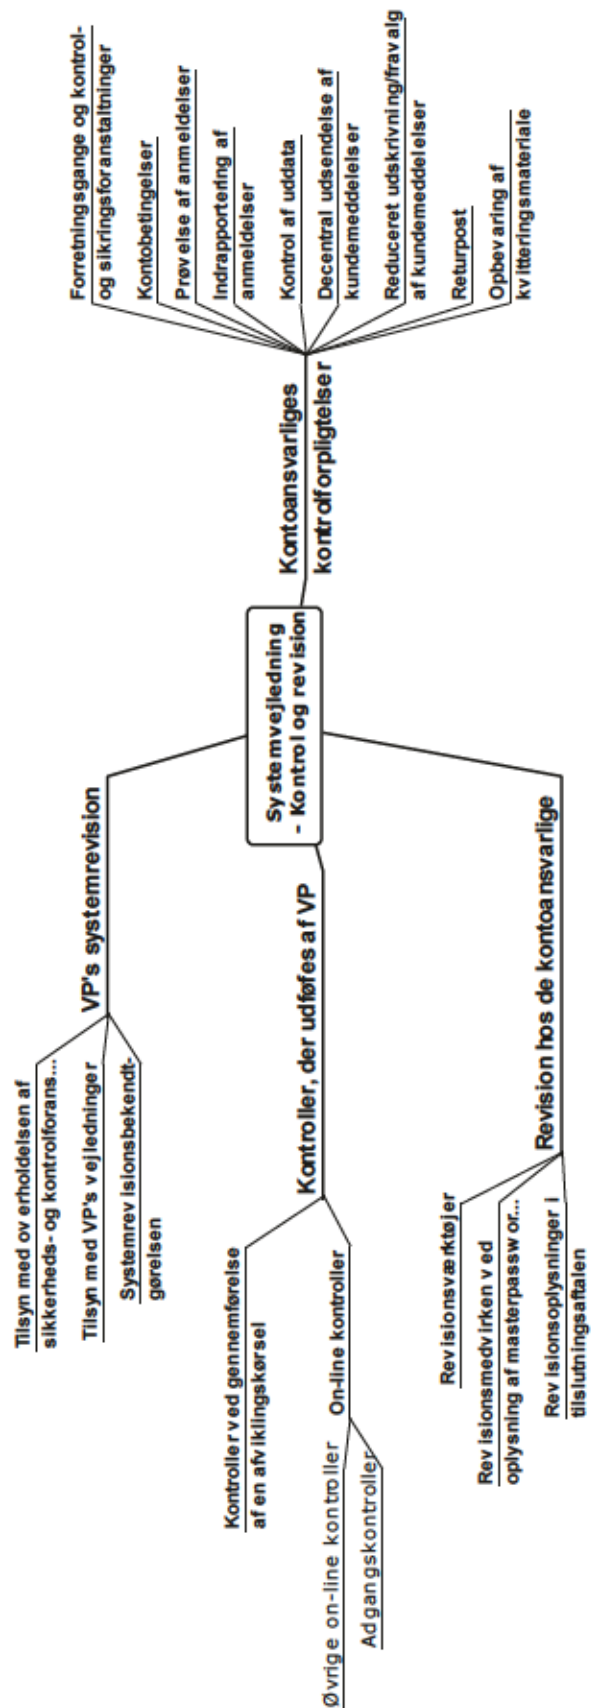 Systemvejledning
- Kontrol og revision
Kontoansvarliges
kontrolforpligtelser
Forretningsgange og kontrol-
og sikringsforanstaltninger
Kontobetingelser
Prøvelse af anmeldelser
Indrapportering af
anmeldelser
Kontrol af uddata
Decentral udsendelse af
kundemeddelelser
Reduceret udskrivning/fravalg
af kundemeddelelser
Returpost
Opbevaring af
kvitteringsmateriale
VP's systemrevision
Tilsyn med overholdelsen af
sikkerheds- og kontrolforans...
Tilsyn med VP's vejledninger
Systemrevisionsbekendt-
gørelsen
Kontroller, der udføfes af VP
Kontroller ved gennemførelse
af en afviklingskørsel
On-line kontroller
Øvrige on-line kontroller
Adgangskontroller
Revision hos de kontoansvarlige
Revisionsværktøjer
Revisionsmedvirken ved
oplysning af masterpasswor...
Revisionsoplysninger i
tilslutningsaftalen